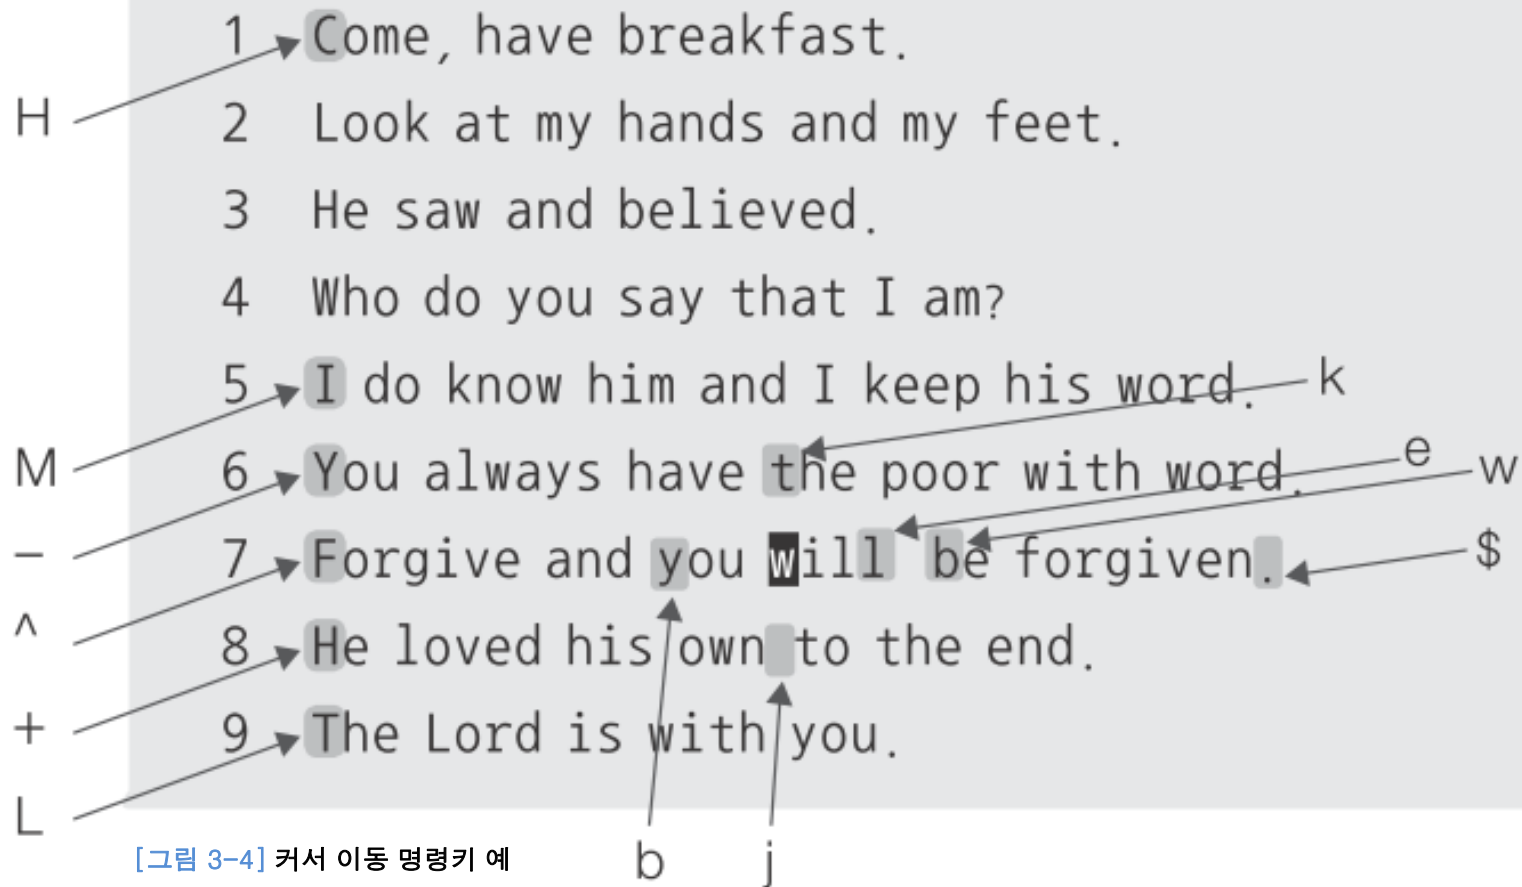 1 Come, have breakfast.
H
2 Look at my hands and my feet.
3 He saw and believed.
4 Who do you say that I am?
5 I do know him and I keep his word.
k
M
6 You always have the poor with word.
e
w
−
7 Forgive and you will be forgiven.
$
^
8 He loved his own to the end.
+
9 The Lord is with you.
L
b
j
[그림 3-4] 커서 이동 명령키 예